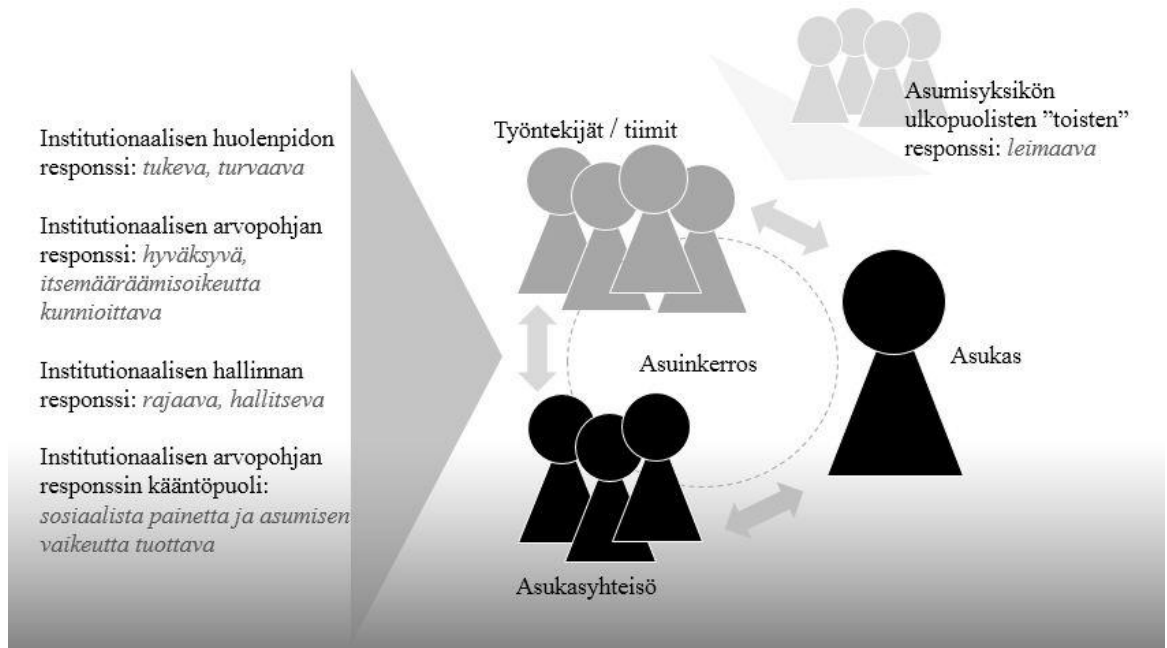 Institutionaalisen huolenpidon
responssi: tukeva, turvaava
Institutionaalisen arvopohjan
responssi: hyväksyvä,
itsemääräämisoikeutta
kunnioittava
Institutionaalisen hallinnan
responssi: rajaava, hallitseva
Institutionaalisen arvopohjan
responssin kääntöpuoli:
sosiaalista painetta ja asumisen
vaikeutta tuottava
Työntekijät / tiimit
Asumisyksikön
ulkopuolisten ”toisten”
responssi: leimaava
Asuinkerros
Asukas
Asukasyhteisö